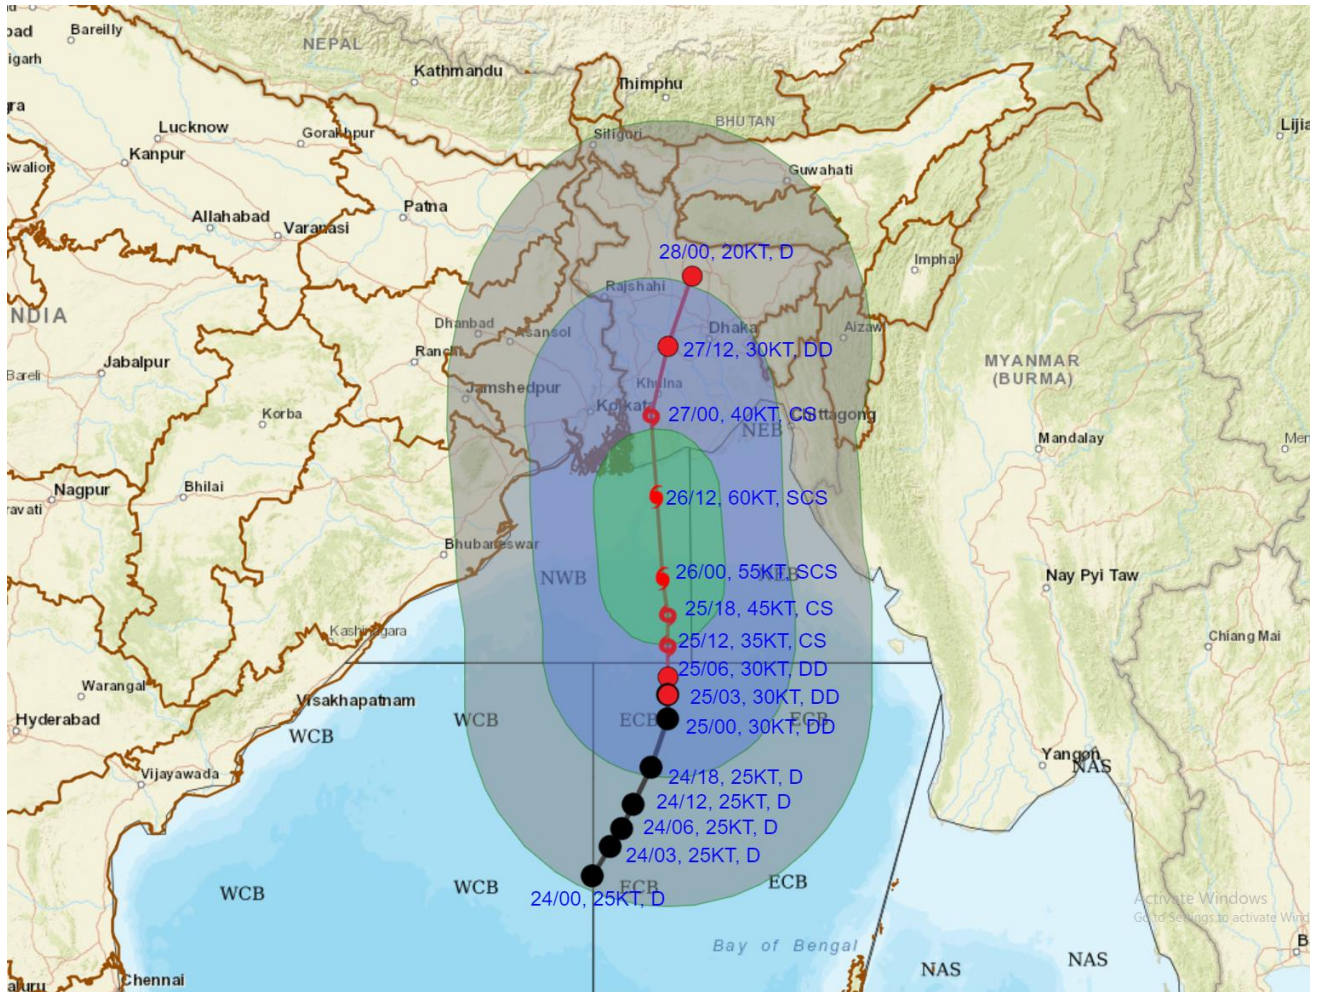 Bareilly
NEPAL
Kathmandu
Thimphu
BHUTAN
Lucknow
Gorakhpur
Siliguri
Kanpur
Guwahati
Patna
Allahabad
Varanasi
28/00, 20KT, D
Imphal
Rajshahi
Dhanbad
Asansol
Dhaka
27/12, 30KT, DD
Ranchi
Jabalpur
MYANMAR
(BURMA)
Jamshedpur
Khulna
Kolkata
27/00, 40KT, CS
Chittagong
Korba
NEB
Mandalay
Bhilai
Nagpur
26/12, 60KT, SCS
Bhubaneswar
NWB
26/00, 55KT, SCS
NEB
Nay Pyi Taw
25/18, 45KT, CS
Chiang Mai
25/12, 35KT, CS
25/06, 30KT, DD
Warangal
Visakhapatnam
25/03, 30KT, DD
Hyderabad
WCB
WCB
ECB
ECB
25/00, 30KT, DD
Yangon
NAS
Vijayawada
24/18, 25KT, D
24/12, 25KT, D
24/06, 25KT, D
24/03, 25KT, D
WCB
WCB
ECB
ECB
24/00, 25KT, D
Activate Windows
Bay of Bengal
NAS
NAS
Chennai